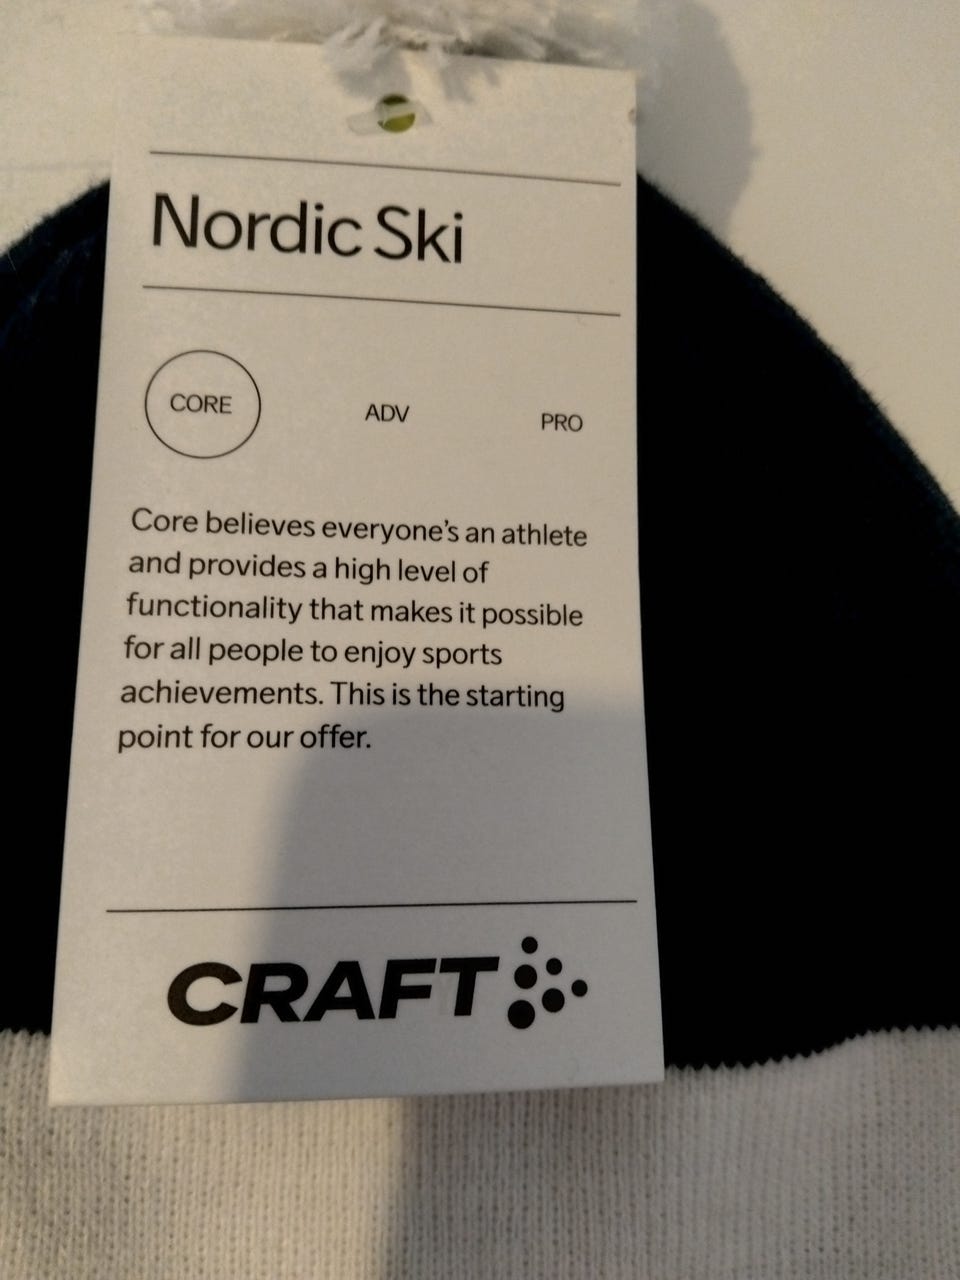 Nordic Ski
CORE ADV PRO
Core believes everyone's an athlete
and provides a high level of
functionality that makes it possible
for all people to enjoy sports
achievements. This is the starting
point for our offer.
CRAFT